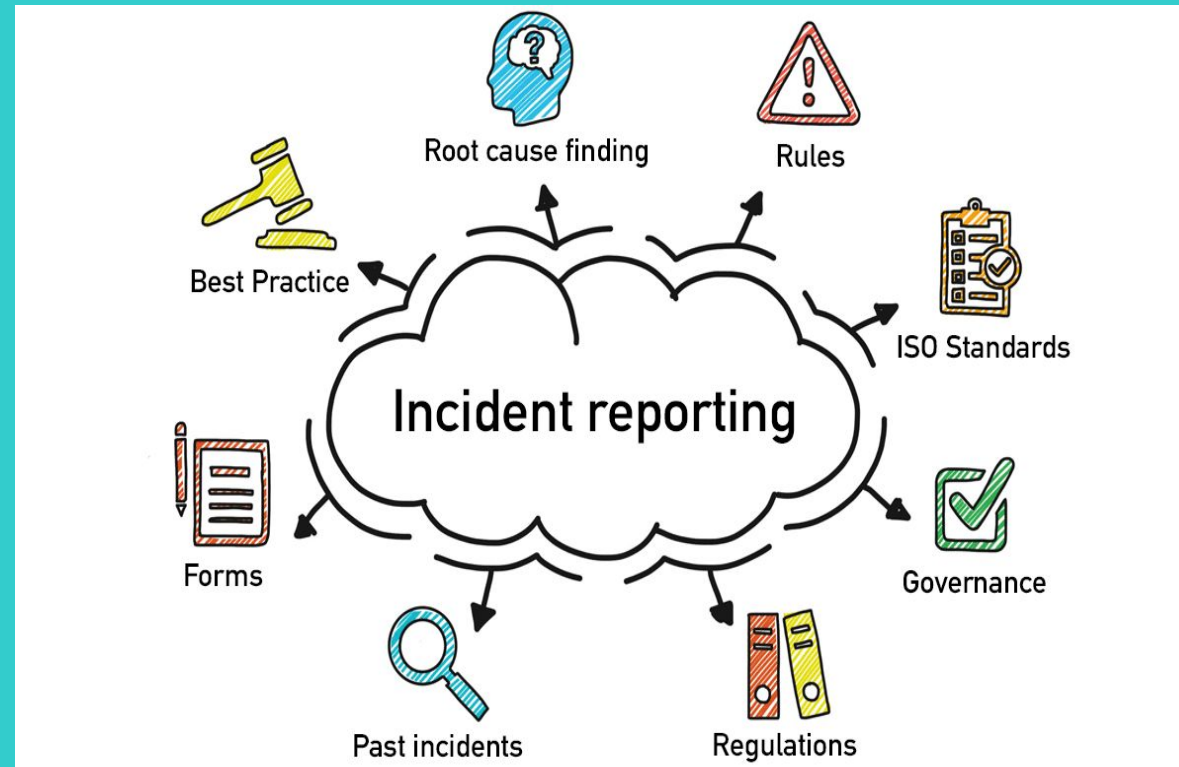 Root cause finding
Rules
Best Practice
ISO Standards
Incident reporting
Forms
Governance
Past incidents
Regulations